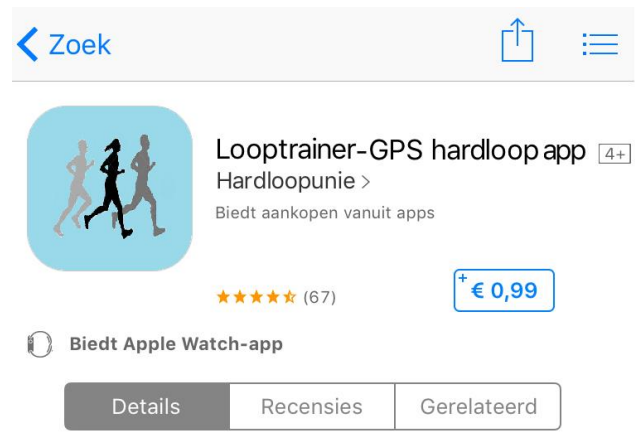 Zoek
Looptrainer-GPS hardloop app 4+
Hardloopunie >
Biedt aankopen vanuit apps
(67)
+ € 0,99
Biedt Apple Watch-app
Details Recensies Gerelateerd